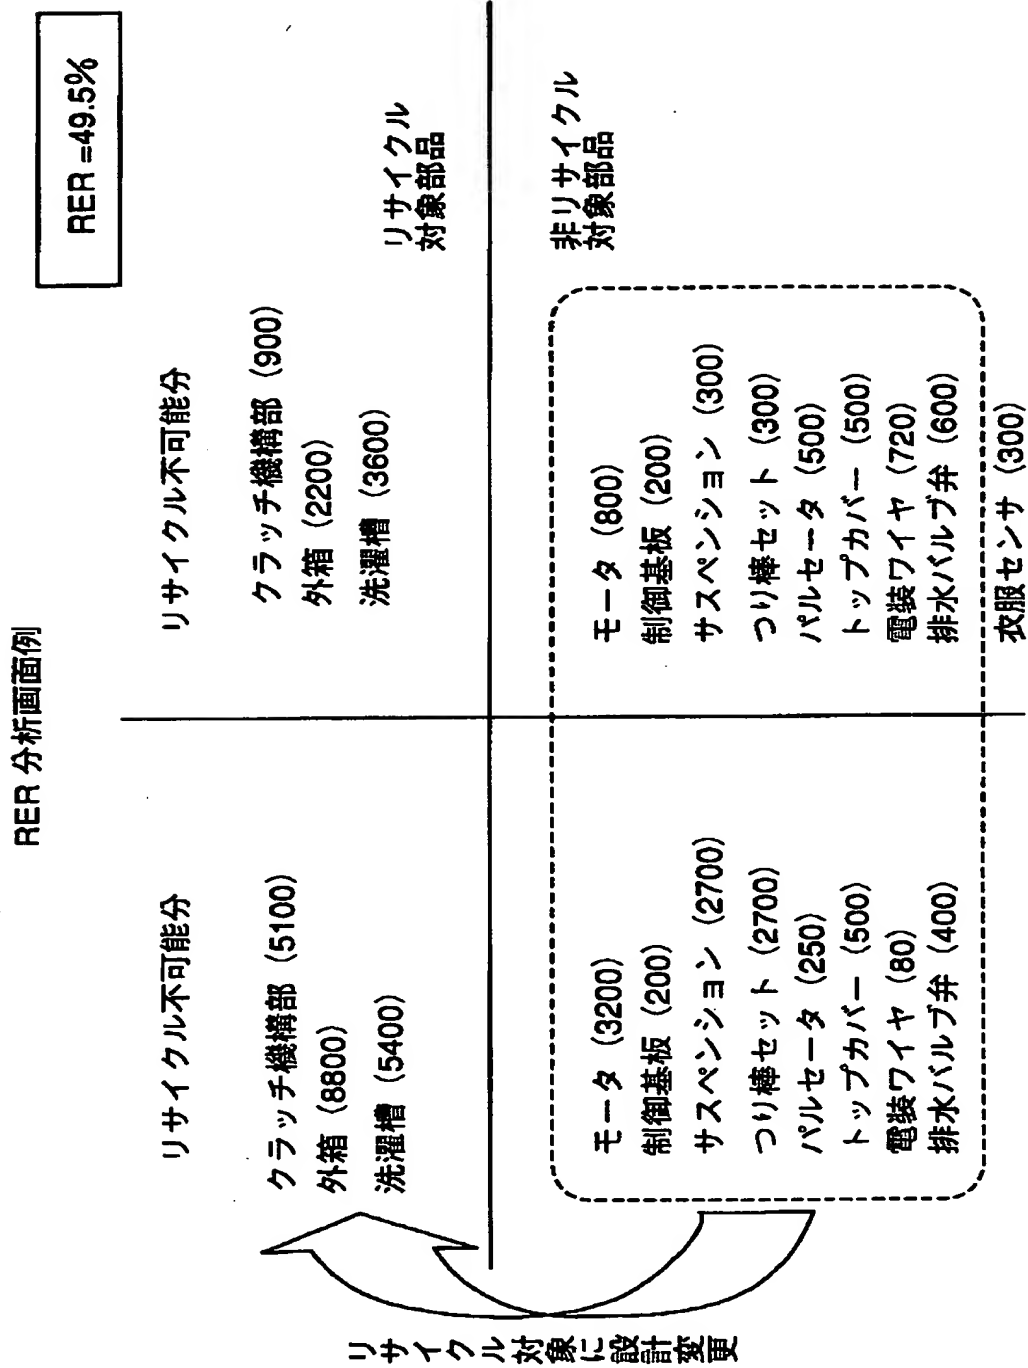 RER 分析画面例
RER =49.5%
リサイクル不可能分
クラッチ機構部 (5100)
外箱 (8800)
洗濯槽 (5400)
リサイクル不可能分
クラッチ機構部 (900)
外箱 (2200)
洗濯槽 (3600)
リサイクル
対象部品
モータ (3200)
制御基板 (200)
サスペンション (2700)
つり棒セット (2700)
パルセータ (250)
トップカバー (500)
電装ワイヤ (80)
排水バルブ弁 (400)
モータ (800)
制御基板 (200)
サスペンション (300)
つり棒セット (300)
パルセータ (500)
トップカバー (500)
電装ワイヤ (720)
排水バルブ弁 (600)
衣服センサ (300)
非リサイクル
対象部品
リサイクル対象に設計変更